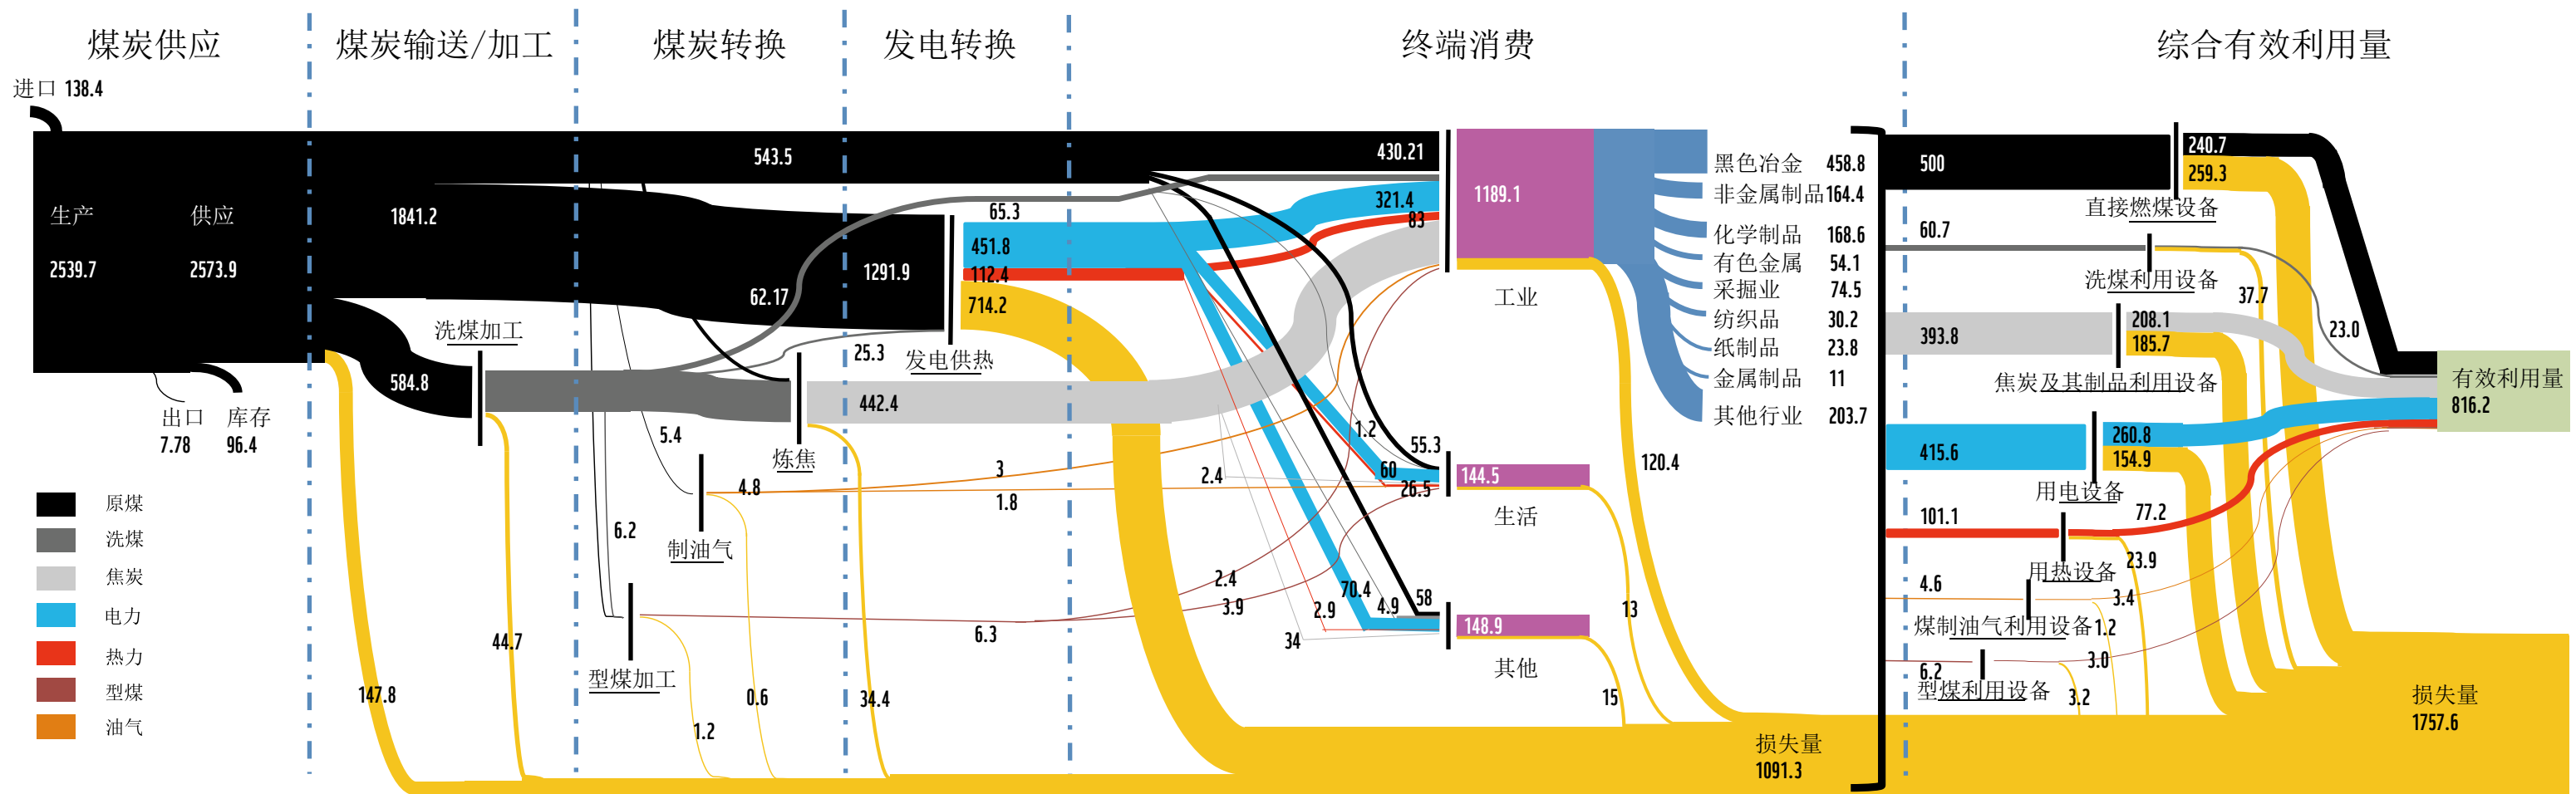 煤炭供应
煤炭输送/加工
煤炭转换
发电转换
终端消费
综合有效利用量
进口 138.4
生产
2539.7
供应
2573.9
出口
7.78
库存
96.4
原煤
洗煤
焦炭
电力
热力
型煤
油气
1841.2
洗煤加工
584.8
147.8
44.7
543.5
62.17
5.4
6.2
4.8
制油气
型煤加工
1.2
0.6
炼焦
25.3
442.4
34.4
1291.9
发电供热
65.3
451.8
112.4
714.2
3
1.8
6.3
2.4
3.9
2.4
34
2.9
70.4
4.9
58
1.2
60
26.5
55.3
430.21
321.4
83
1189.1
工业
144.5
生活
148.9
其他
120.4
13
15
黑色冶金 458.8
非金属制品 164.4
化学制品 168.6
有色金属 54.1
采掘业 74.5
纺织品 30.2
纸制品 23.8
金属制品 11
其他行业 203.7
损失量
1091.3
500
240.7
259.3
直接燃煤设备
60.7
洗煤利用设备
37.7
23.0
393.8
208.1
185.7
焦炭及其制品利用设备
415.6
260.8
154.9
用电设备
101.1
77.2
用热设备 23.9
4.6
3.4
煤制油气利用设备 1.2
6.2
3.0
型煤利用设备 3.2
有效利用量
816.2
损失量
1757.6